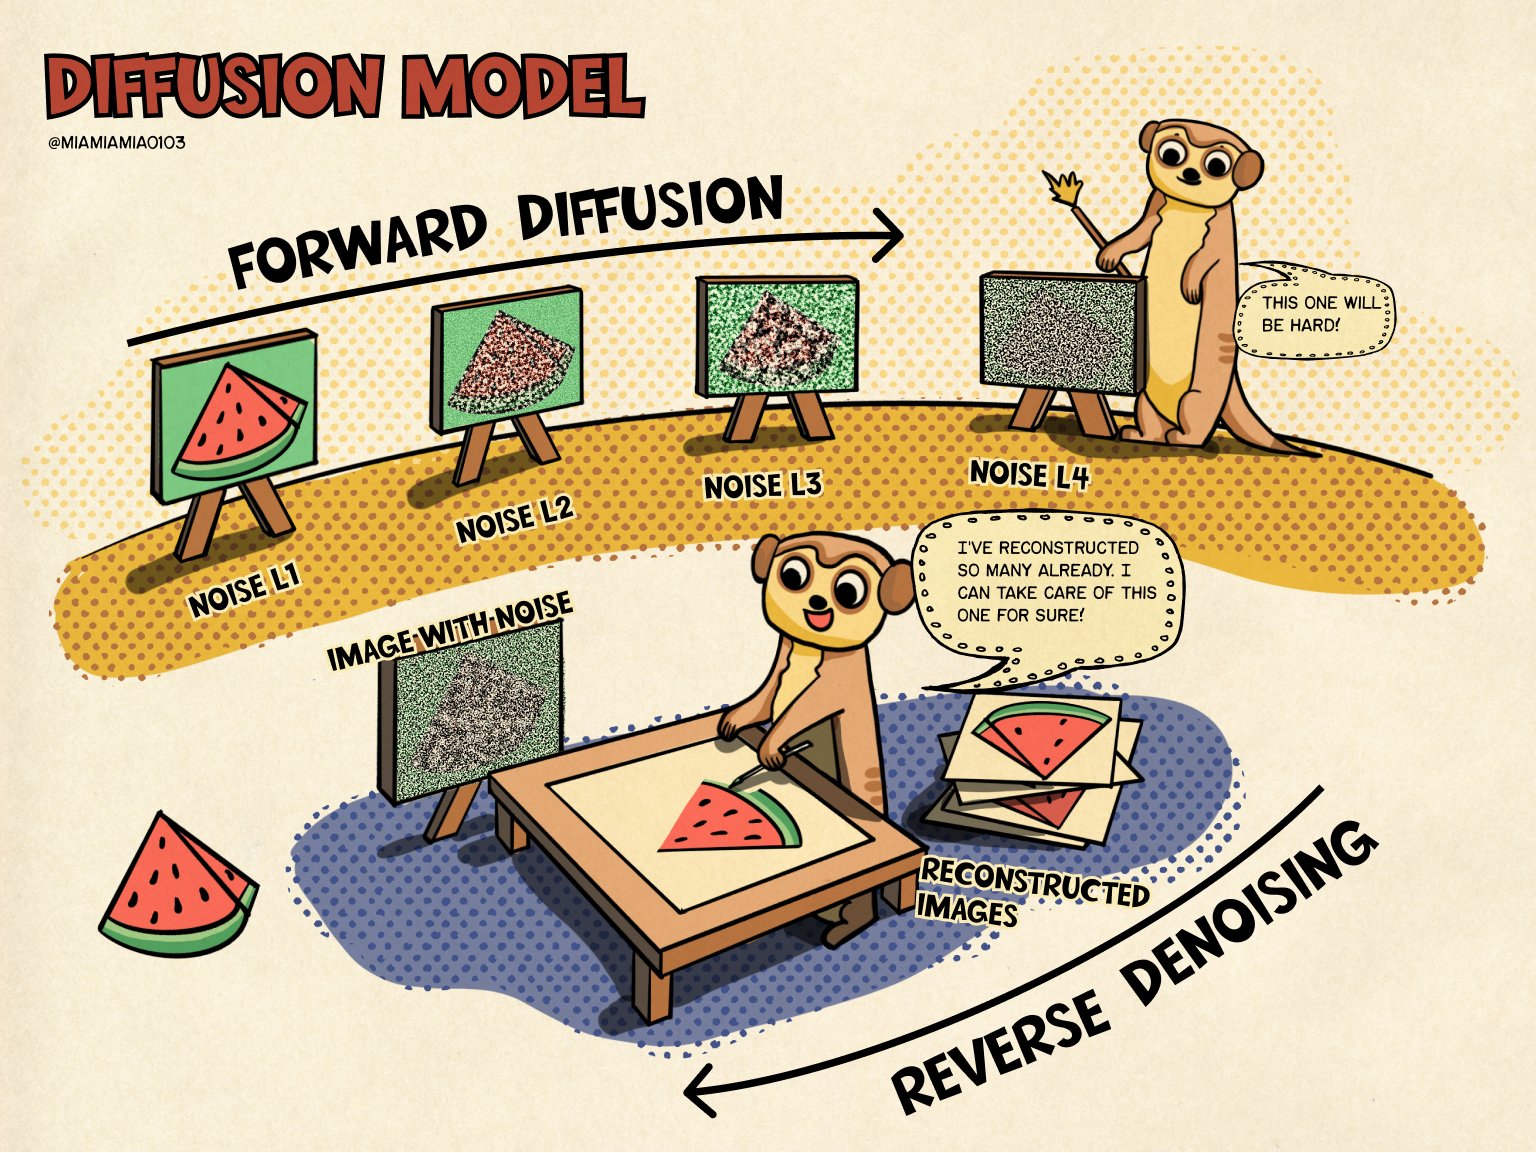 DIFFUSION MODEL
@MIAMIAMIA0103
FORWARD DIFFUSION
THIS ONE WILL
BE HARD!
NOISE L1
NOISE L2
NOISE L3
NOISE L4
I'VE RECONSTRUCTED
SO MANY ALREADY. I
CAN TAKE CARE OF THIS
ONE FOR SURE!
IMAGE WITH NOISE
RECONSTRUCTED
IMAGES
REVERSE DENOISING